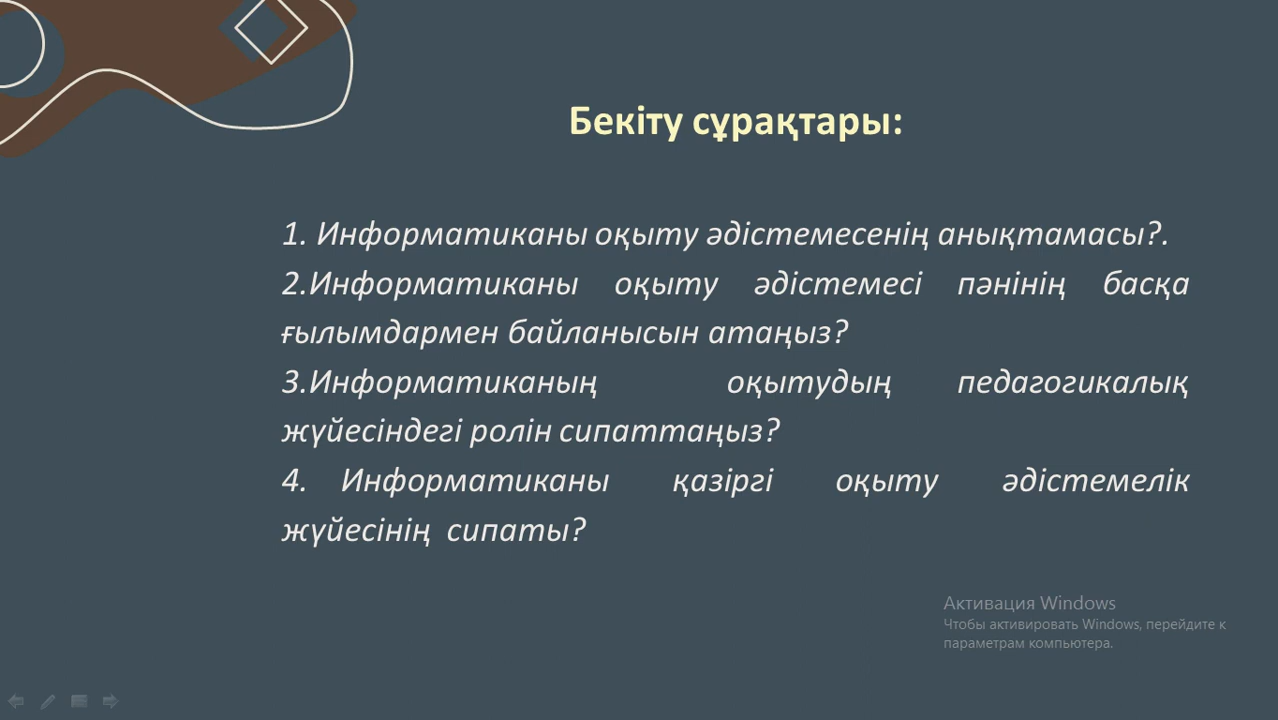 Бекіту сұрақтары:
1. Информатиканы оқыту әдістемесенің анықтамасы?.
2.Информатиканы оқыту әдістемесі пәнінің басқа
ғылымдармен байланысын атаңыз?
3.Информатиканың оқытудың педагогикалық
жүйесіндегі ролін сипаттаңыз?
4. Информатиканы қазіргі оқыту әдістемелік
жүйесінің сипаты?
Активация Windows
Чтобы активировать Windows, перейдите к
параметрам компьютера.